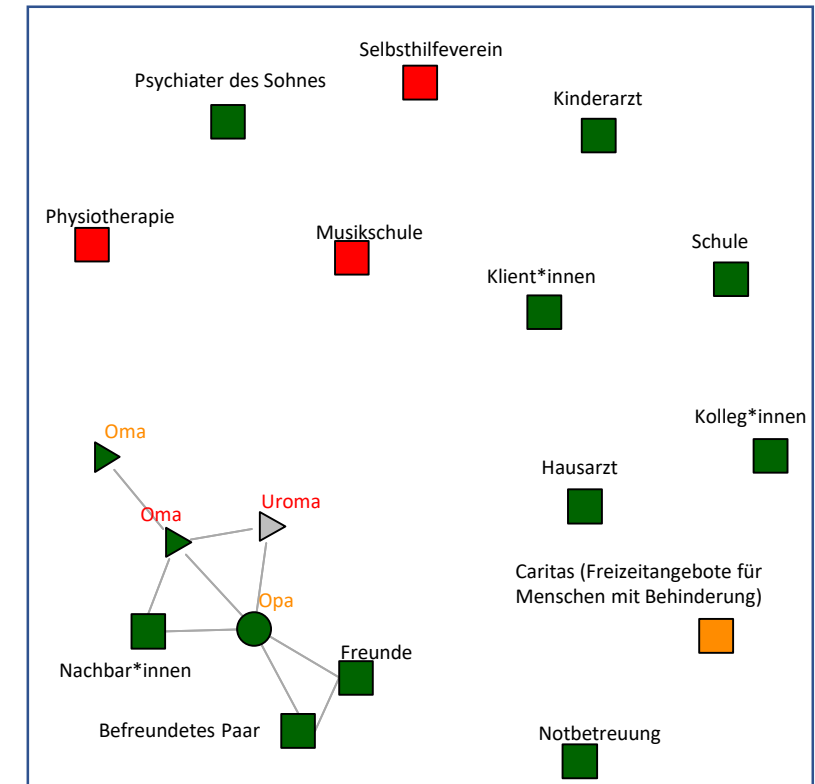 Selbsthilfeverein
Psychiater des Sohnes
Kinderarzt
Physiotherapie
Musikschule
Schule
Klient*innen
Kolleg*innen
Oma
Hausarzt
Uroma
Oma
Caritas (Freizeitangebote für
Menschen mit Behinderung)
Opa
Freunde
Nachbar*innen
Befreundetes Paar
Notbetreuung